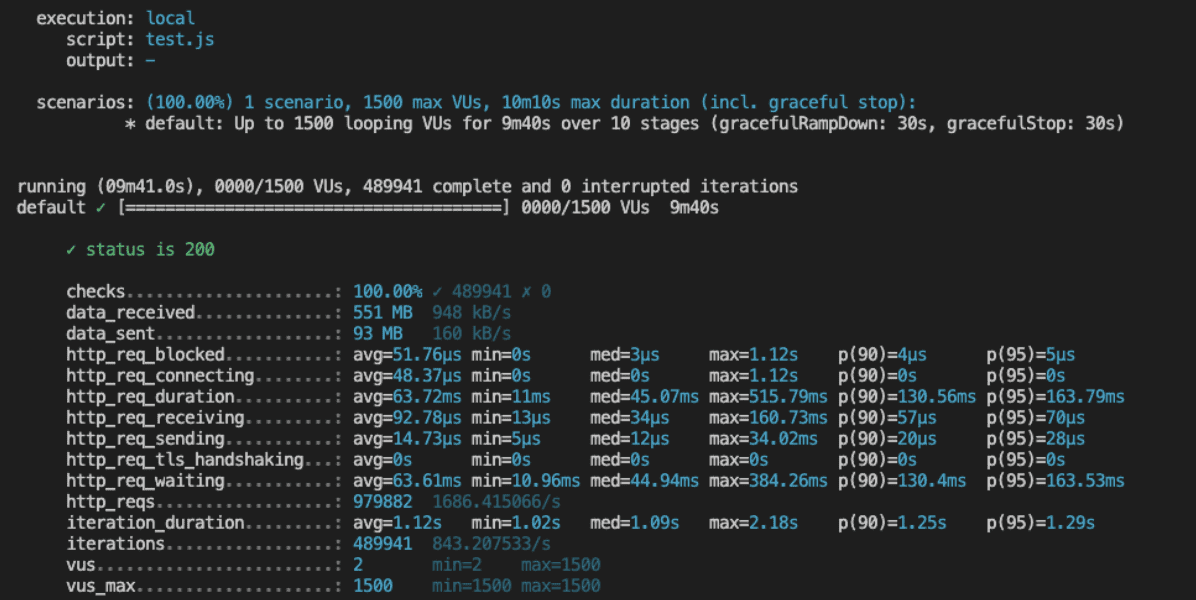 execution: local
script: test.js
output: -
scenarios: (100.00%) 1 scenario, 1500 max VUs, 10m10s max duration (incl. graceful stop):
* default: Up to 1500 looping VUs for 9m40s over 10 stages (gracefulRampDown: 30s, gracefulStop: 30s)
running (09m41.0s), 0000/1500 VUs, 489941 complete and 0 interrupted iterations
default ✓ [======================================] 0000/1500 VUs  9m40s
✓ status is 200
checks.....................: 100.00% ✓ 489941 ✗ 0
data_received..............: 551 MB  948 kB/s
data_sent..................: 93 MB   160 kB/s
http_req_blocked...........: avg=51.76µs min=0s      med=3µs     max=1.12s    p(90)=4µs      p(95)=5µs
http_req_connecting........: avg=48.37µs min=0s      med=0s      max=1.12s    p(90)=0s       p(95)=0s
http_req_duration..........: avg=63.72ms min=11ms    med=45.07ms max=515.79ms p(90)=130.56ms p(95)=163.79ms
http_req_receiving.........: avg=92.78µs min=13µs    med=34µs    max=160.73ms p(90)=57µs     p(95)=70µs
http_req_sending...........: avg=14.73µs min=5µs     med=12µs    max=34.02ms  p(90)=20µs     p(95)=28µs
http_req_tls_handshaking...: avg=0s      min=0s      med=0s      max=0s       p(90)=0s       p(95)=0s
http_req_waiting...........: avg=63.61ms min=10.96ms med=44.94ms max=384.26ms p(90)=130.4ms  p(95)=163.53ms
http_reqs..................: 979882  1686.415066/s
iteration_duration.........: avg=1.12s   min=1.02s   med=1.09s   max=2.18s    p(90)=1.25s    p(95)=1.29s
iterations.................: 489941  843.207533/s
vus........................: 2       min=2    max=1500
vus_max....................: 1500    min=1500 max=1500